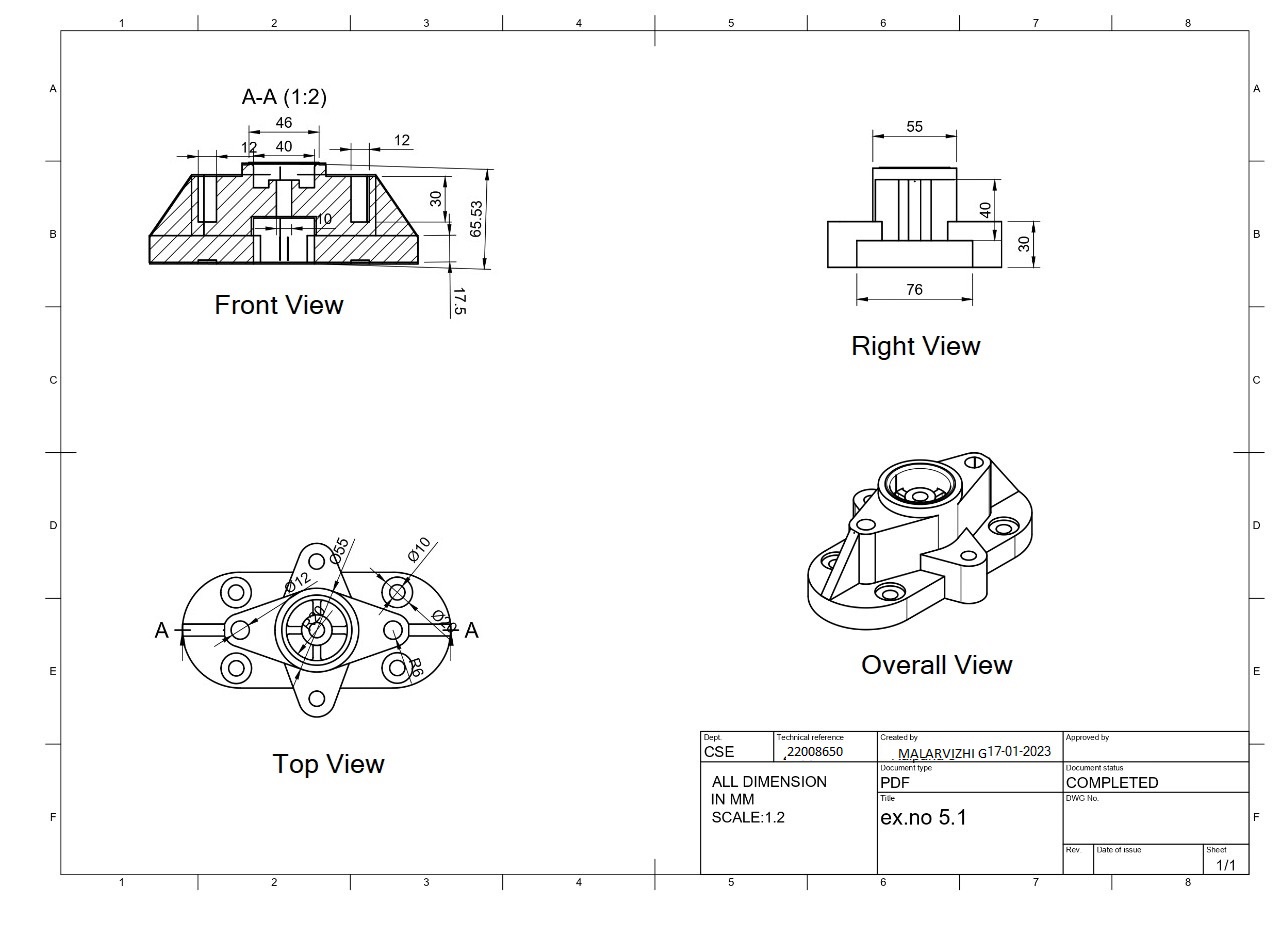 1 2 3 4 5 6 7 8
A A
A-A (1:2)
46
12 40 12
55
30
65.53
10
17.5
40
30
76
B B
Front View
Right View
C C
D D
Ø55
Ø10
Ø12
A A
R6
Overall View
E E
Top View
Dept.
CSE
Technical reference
22008650
Created by
MALARVIZHI G 17-01-2023
Approved by
ALL DIMENSION
IN MM
SCALE:1.2
Document type
PDF
Document status
COMPLETED
Title
ex.no 5.1
DWG No.
F F
Rev.
Date of issue
Sheet
1/1
1 2 3 4 5 6 7 8